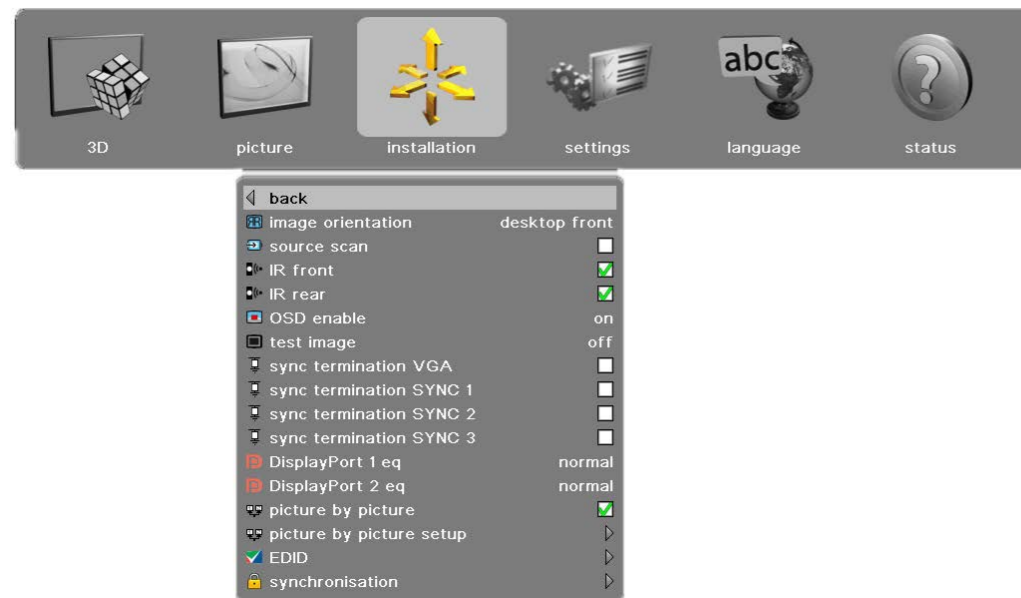 abc
3D picture installation settings language status
back
image orientation desktop front
source scan
IR front
IR rear
OSD enable on
test image off
sync termination VGA
sync termination SYNC 1
sync termination SYNC 2
sync termination SYNC 3
DisplayPort 1 eq normal
DisplayPort 2 eq normal
picture by picture
picture by picture setup
EDID
synchronisation